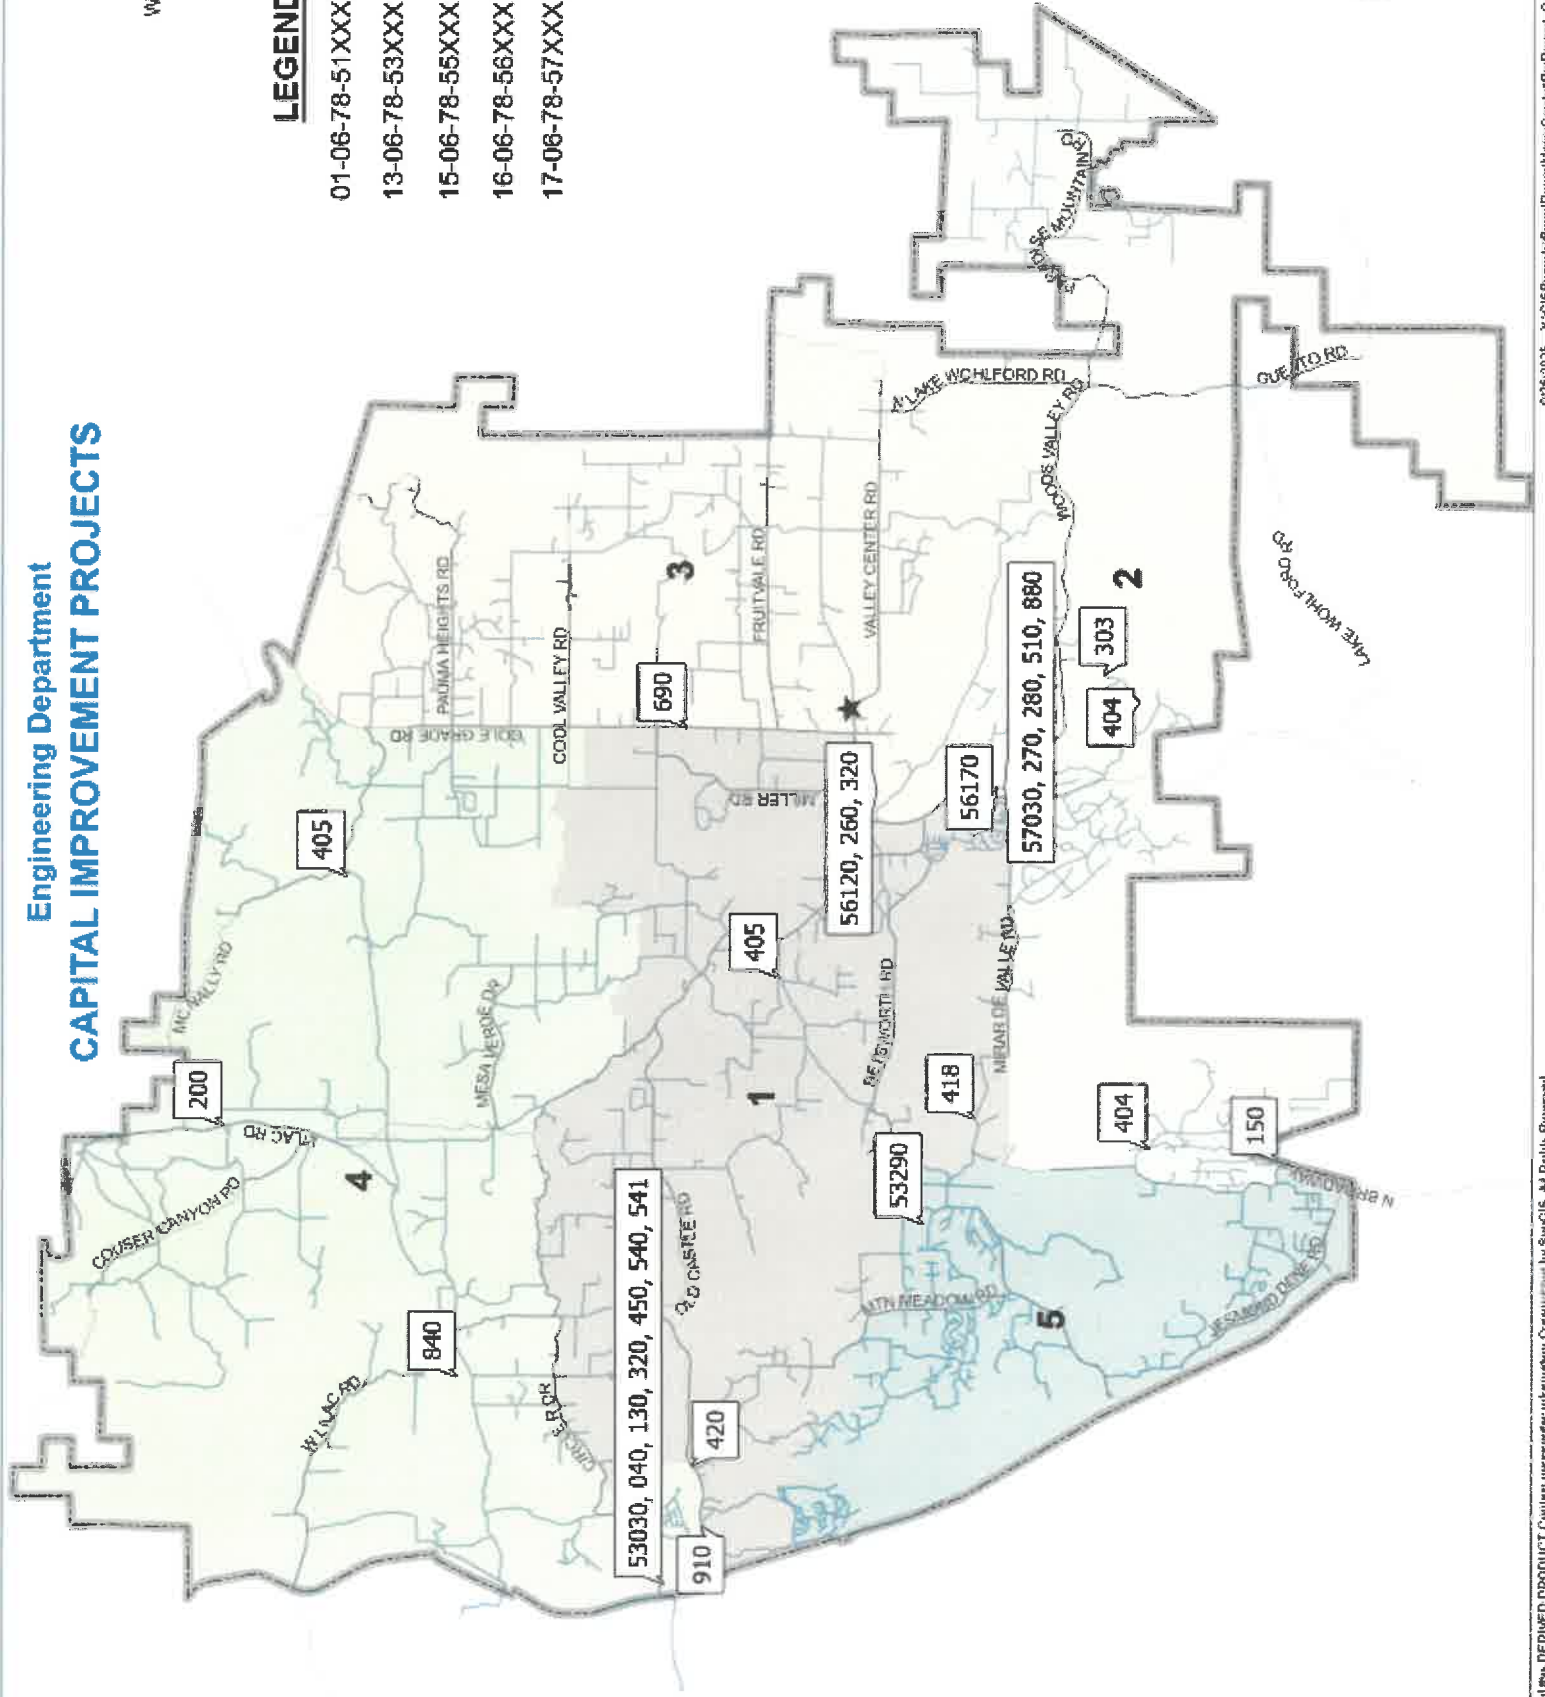 Engineering Department
CAPITAL IMPROVEMENT PROJECTS
LEGEND
01-06-78-51XXX
13-06-78-53XXX
15-06-78-55XXX
16-06-78-56XXX
17-06-78-57XXX
200
405
MCNALLY RD
LILAC RD
COUSER CANYON RD
4
840
W LILAC RD
MESA VERDE DR
PAUMA HEIGHTS RD
COLE GRADE RD
COOL VALLEY RD
CIRCLE R DR
690
3
53030, 040, 130, 320, 450, 540, 541
OLD CASTLE RD
420
910
405
1
MILLER RD
FRUITVALE RD
VALLEY CENTER RD
56120, 260, 320
BETSWORTH RD
53290
418
56170
MIRAR DE VALLE RD
57030, 270, 280, 510, 880
WOODS VALLEY RD
N LAKE WOHLFORD RD
MTN MEADOW RD
5
404
150
N BROADWAY
JESMOND DENE RD
404
303
2
LAKE WOHLFORD RD
GUEJITO RD